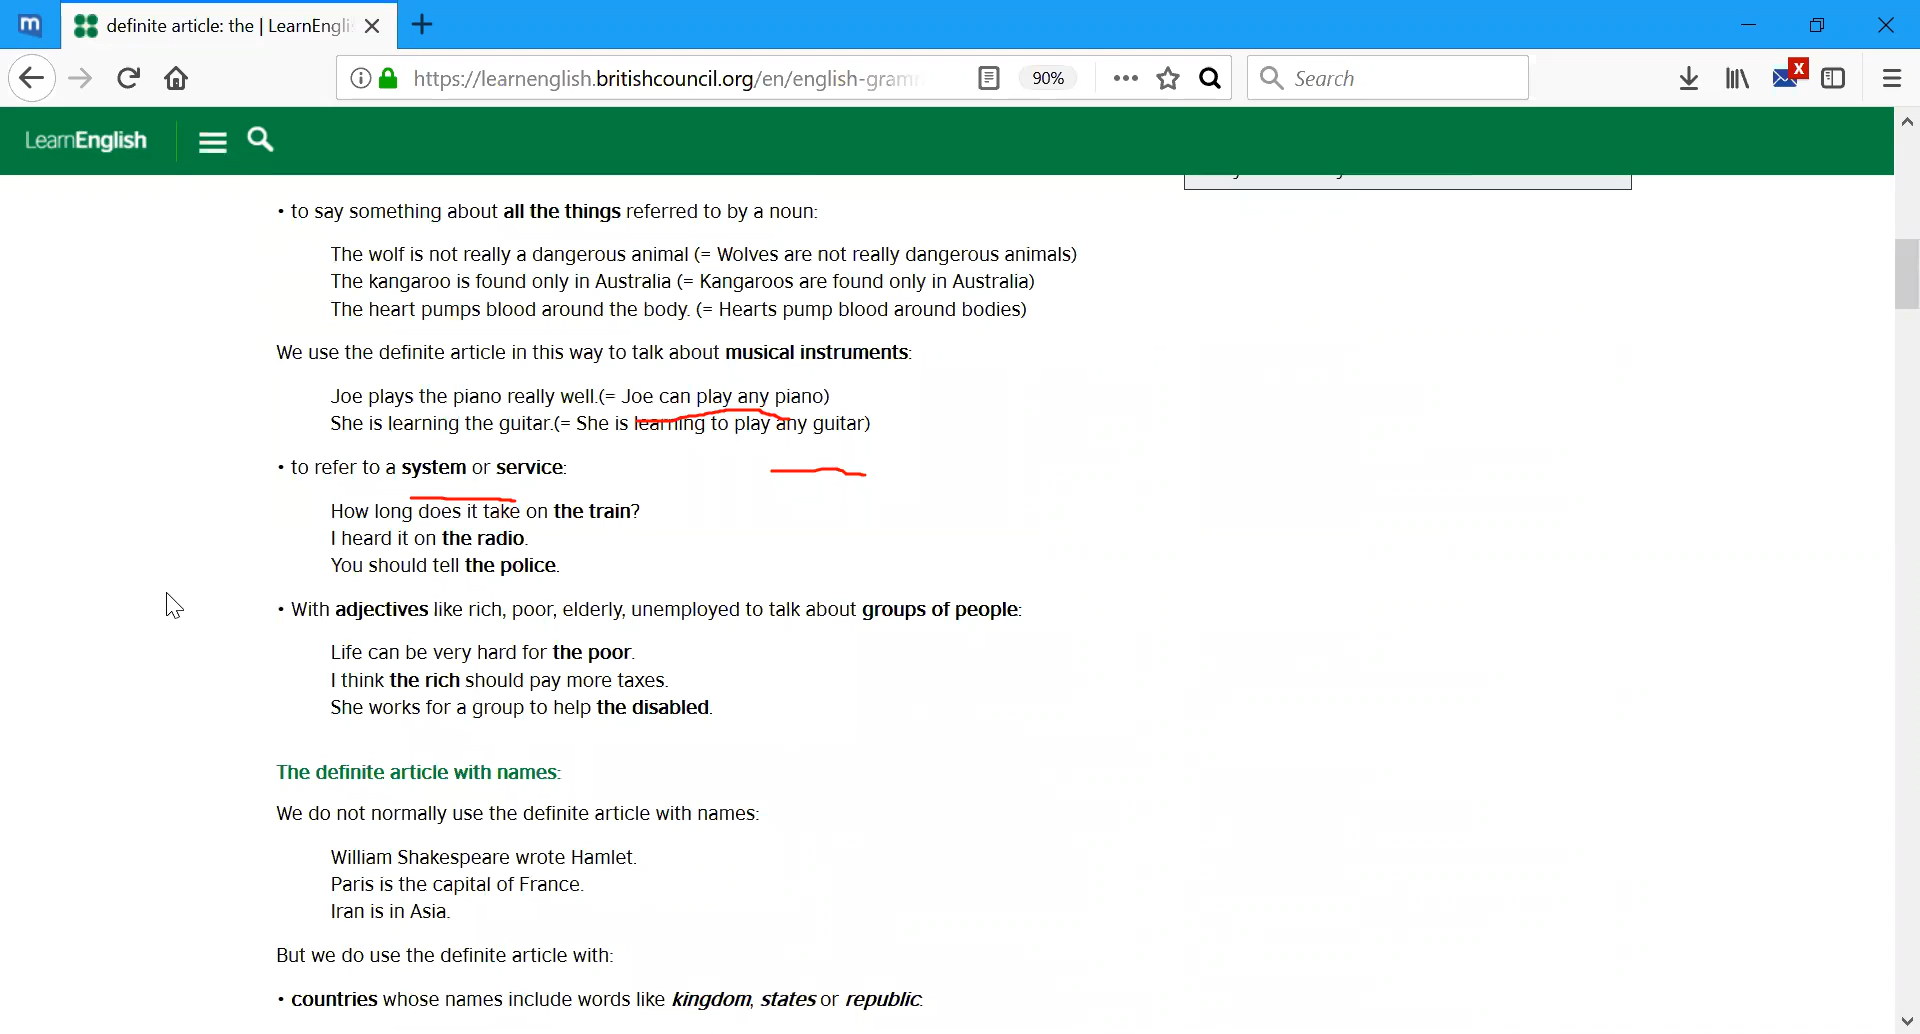 m
definite article: the | LearnEngli
https://learnenglish.britishcouncil.org/en/english-gram
90%
Search
X
LearnEnglish
• to say something about all the things referred to by a noun:
The wolf is not really a dangerous animal (= Wolves are not really dangerous animals)
The kangaroo is found only in Australia (= Kangaroos are found only in Australia)
The heart pumps blood around the body. (= Hearts pump blood around bodies)
We use the definite article in this way to talk about musical instruments:
Joe plays the piano really well.(= Joe can play any piano)
She is learning the guitar.(= She is learning to play any guitar)
• to refer to a system or service:
How long does it take on the train?
I heard it on the radio.
You should tell the police.
• With adjectives like rich, poor, elderly, unemployed to talk about groups of people:
Life can be very hard for the poor.
I think the rich should pay more taxes.
She works for a group to help the disabled.
The definite article with names:
We do not normally use the definite article with names:
William Shakespeare wrote Hamlet.
Paris is the capital of France.
Iran is in Asia.
But we do use the definite article with:
• countries whose names include words like kingdom, states or republic: